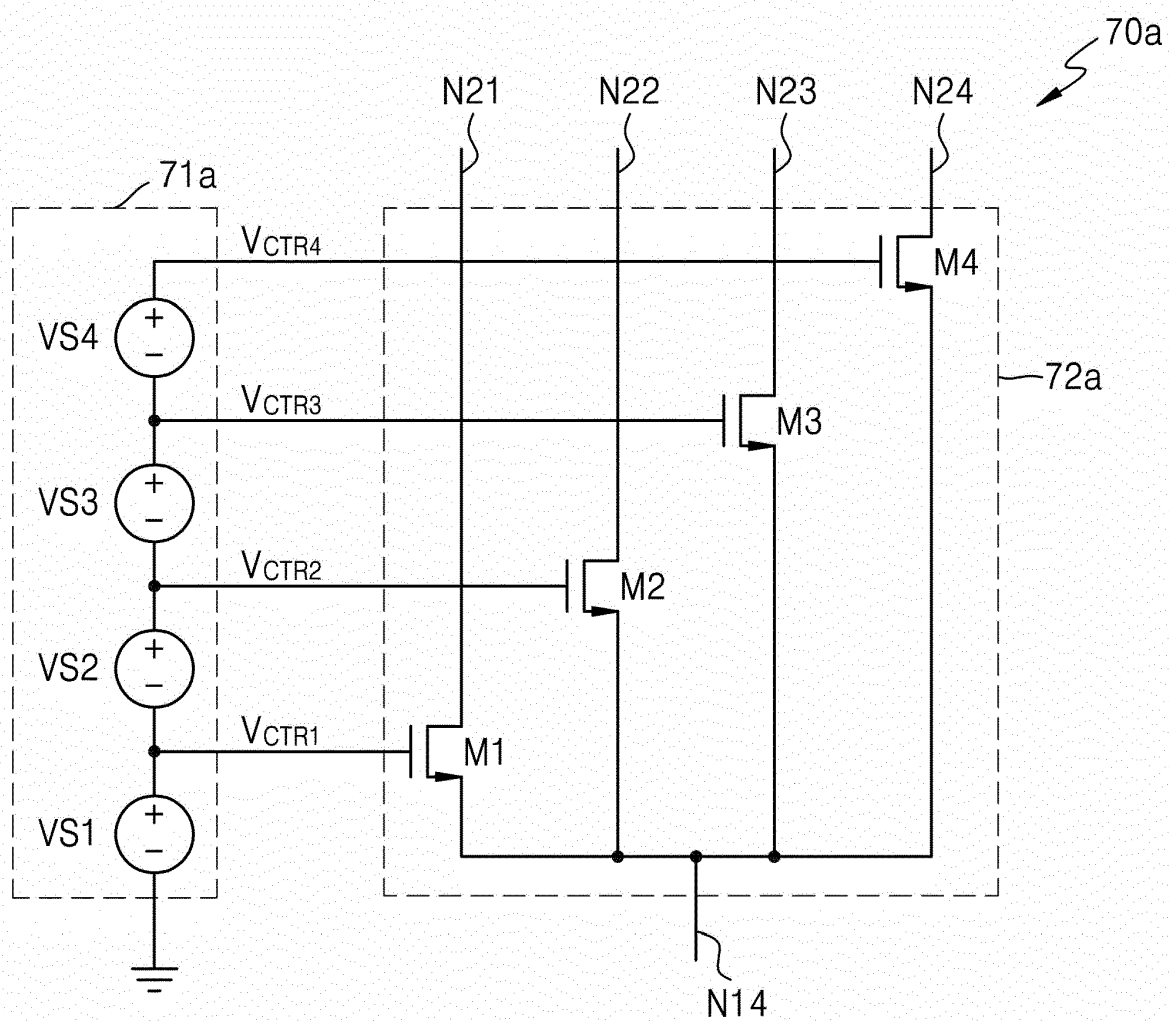 70a
N21 N22 N23 N24
71a
VCTR4
M4
VS4
72a
VCTR3
M3
VS3
VCTR2
M2
VS2
VCTR1
M1
VS1
N14